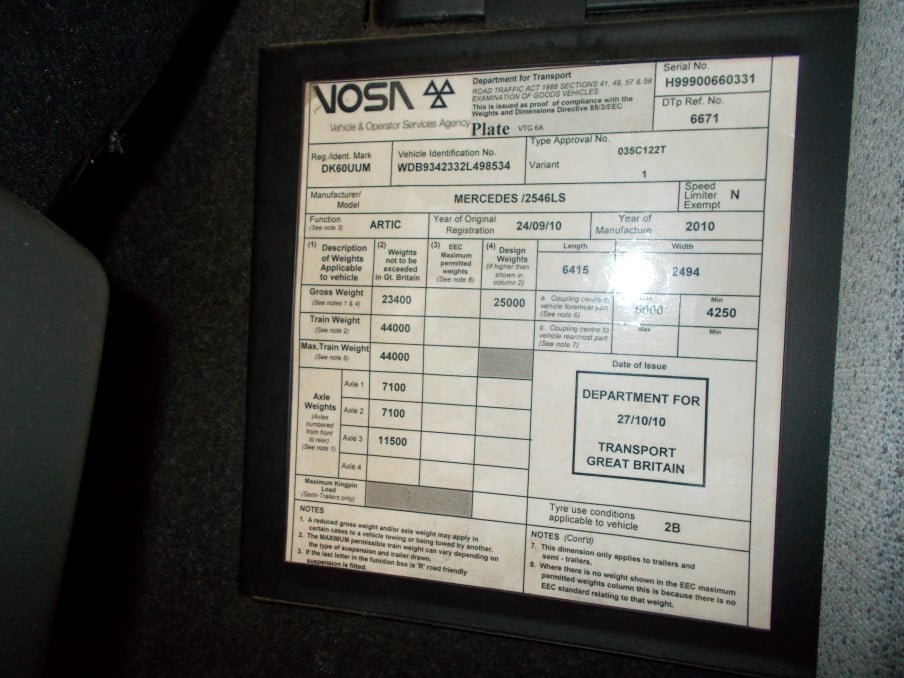 VOSA
Vehicle & Operator Services Agency
Department for Transport
ROAD TRAFFIC ACT 1988 SECTIONS 41, 49, 57 & 58
EXAMINATION OF GOODS VEHICLES
This is issued as proof of compliance with the
Weights and Dimensions Directive 85/3/EEC
Plate VTG 6A
Serial No.
H99900660331
DTp Ref. No.
6671
Reg./Ident. Mark
DK60UUM
Vehicle Identification No.
WDB9342332L498534
Type Approval No.
035C122T
Variant
1
Manufacturer/
Model
MERCEDES /2546LS
Speed
Limiter
Exempt
N
Function
(See note 3)
ARTIC
Year of Original
Registration
24/09/10
Year of
Manufacture
2010
(1) Description
of Weights
Applicable
to vehicle
(2) Weights
not to be
exceeded
in Gt. Britain
(3) EEC
Maximum
permitted
weights
(See note 8)
(4) Design
Weights
(if higher than
shown in
column 2)
Length
6415
Width
2494
Gross Weight
(See notes 1 & 4)
23400
25000
a. Coupling centre to
vehicle foremost part
(See note 6)
6000
Min
4250
Train Weight
(See note 2)
44000
b. Coupling centre to
vehicle rearmost part
(See note 7)
Max
Min
Max. Train Weight
(See note 5)
44000
Date of Issue
DEPARTMENT FOR
27/10/10
TRANSPORT
GREAT BRITAIN
Axle
Weights
(Axles
numbered
from front
to rear)
(See note 1)
Axle 1
7100
Axle 2
7100
Axle 3
11500
Axle 4
Maximum Kingpin
Load
(Semi-Trailers only)
Tyre use conditions
applicable to vehicle
2B
NOTES
1. A reduced gross weight and/or axle weight may apply in
certain cases to a vehicle towing or being towed by another.
2. The MAXIMUM permissible train weight can vary depending on
the type of suspension and trailer drawn.
3. If the last letter in the function box is 'R' road friendly
suspension is fitted.
NOTES (Cont'd)
7. This dimension only applies to trailers and
semi - trailers.
8. Where there is no weight shown in the EEC maximum
permitted weights column this is because there is no
EEC standard relating to that weight.